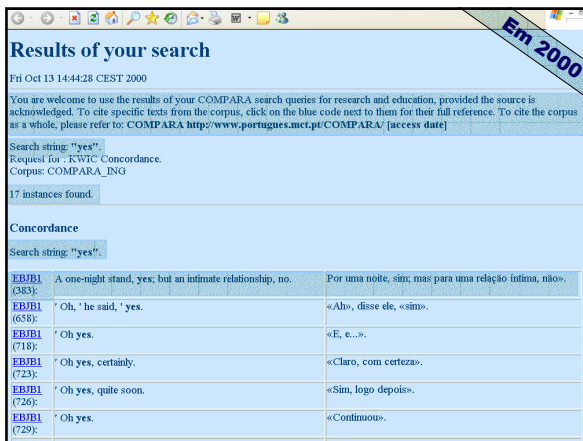 Em 2000
Results of your search
Fri Oct 13 14:44:28 CEST 2000
You are welcome to use the results of your COMPARA search queries for research and education, provided the source is
acknowledged. To cite specific texts from the corpus, click on the blue code next to them for their full reference. To cite the corpus
as a whole, please refer to: COMPARA http://www.portugues.mct.pt/COMPARA/ [access date]
Search string: "yes".
Request for : KWIC Concordance.
Corpus: COMPARA_ING
17 instances found.
Concordance
Search string: "yes".
EBJB1 A one-night stand, yes; but an intimate relationship, no. Por uma noite, sim; mas para uma relação íntima, não».
(383):
EBJB1 ' Oh, ' he said, ' yes. «Ah», disse ele, «sim».
(658):
EBJB1 ' Oh yes. «E, e...».
(718):
EBJB1 ' Oh yes, certainly. «Claro, com certeza».
(723):
EBJB1 ' Oh yes, quite soon. «Sim, logo depois».
(726):
EBJB1 ' Oh yes. «Continuou».
(729):